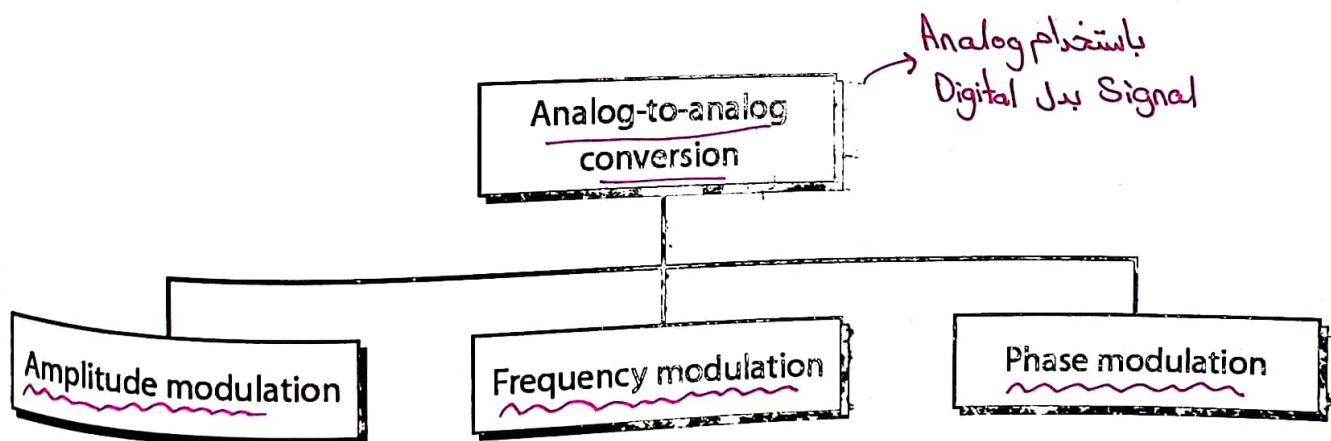 باستخدام Analog
Signal بدل Digital
Analog-to-analog
conversion
Amplitude modulation
Frequency modulation
Phase modulation